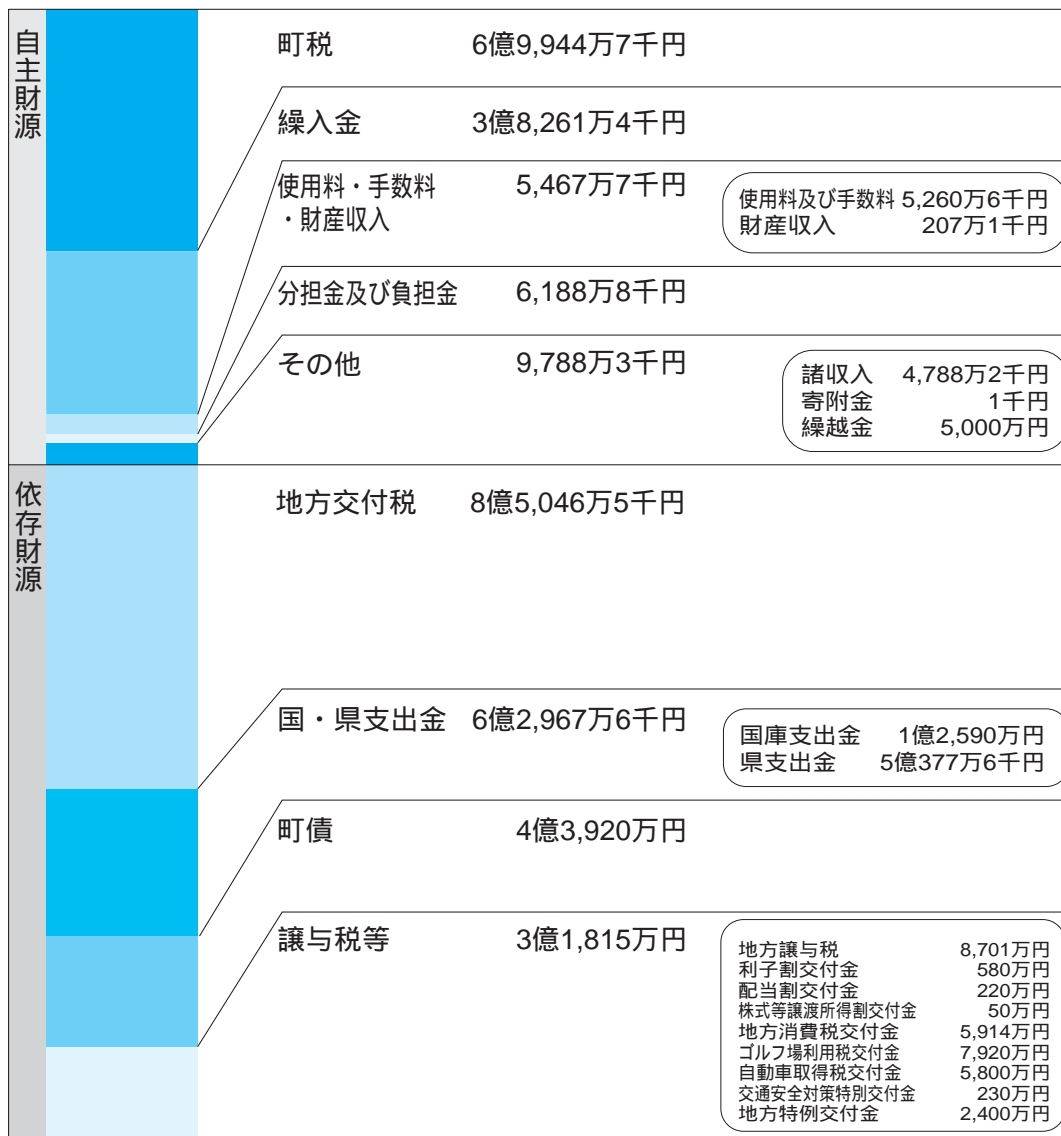 自主財源
町税 6億9,944万7千円
繰入金 3億8,261万4千円
使用料・手数料 5,467万7千円
・財産収入
使用料及び手数料 5,260万6千円
財産収入 207万1千円
分担金及び負担金 6,188万8千円
その他 9,788万3千円
諸収入 4,788万2千円
寄附金 1千円
繰越金 5,000万円
依存財源
地方交付税 8億5,046万5千円
国・県支出金 6億2,967万6千円
国庫支出金 1億2,590万円
県支出金 5億377万6千円
町債 4億3,920万円
譲与税等 3億1,815万円
地方譲与税 8,701万円
利子割交付金 580万円
配当割交付金 220万円
株式等譲渡所得割交付金 50万円
地方消費税交付金 5,914万円
ゴルフ場利用税交付金 7,920万円
自動車取得税交付金 5,800万円
交通安全対策特別交付金 230万円
地方特例交付金 2,400万円